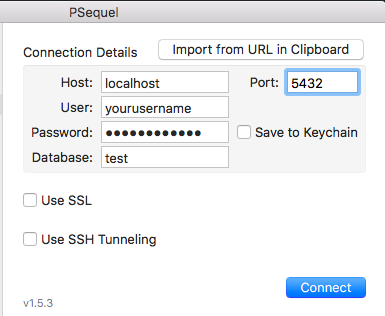 PSequel
Connection Details Import from URL in Clipboard
Host: localhost Port: 5432
User: yourusername
Password: ●●●●●●●●●●●● Save to Keychain
Database: test
Use SSL
Use SSH Tunneling
Connect
v1.5.3